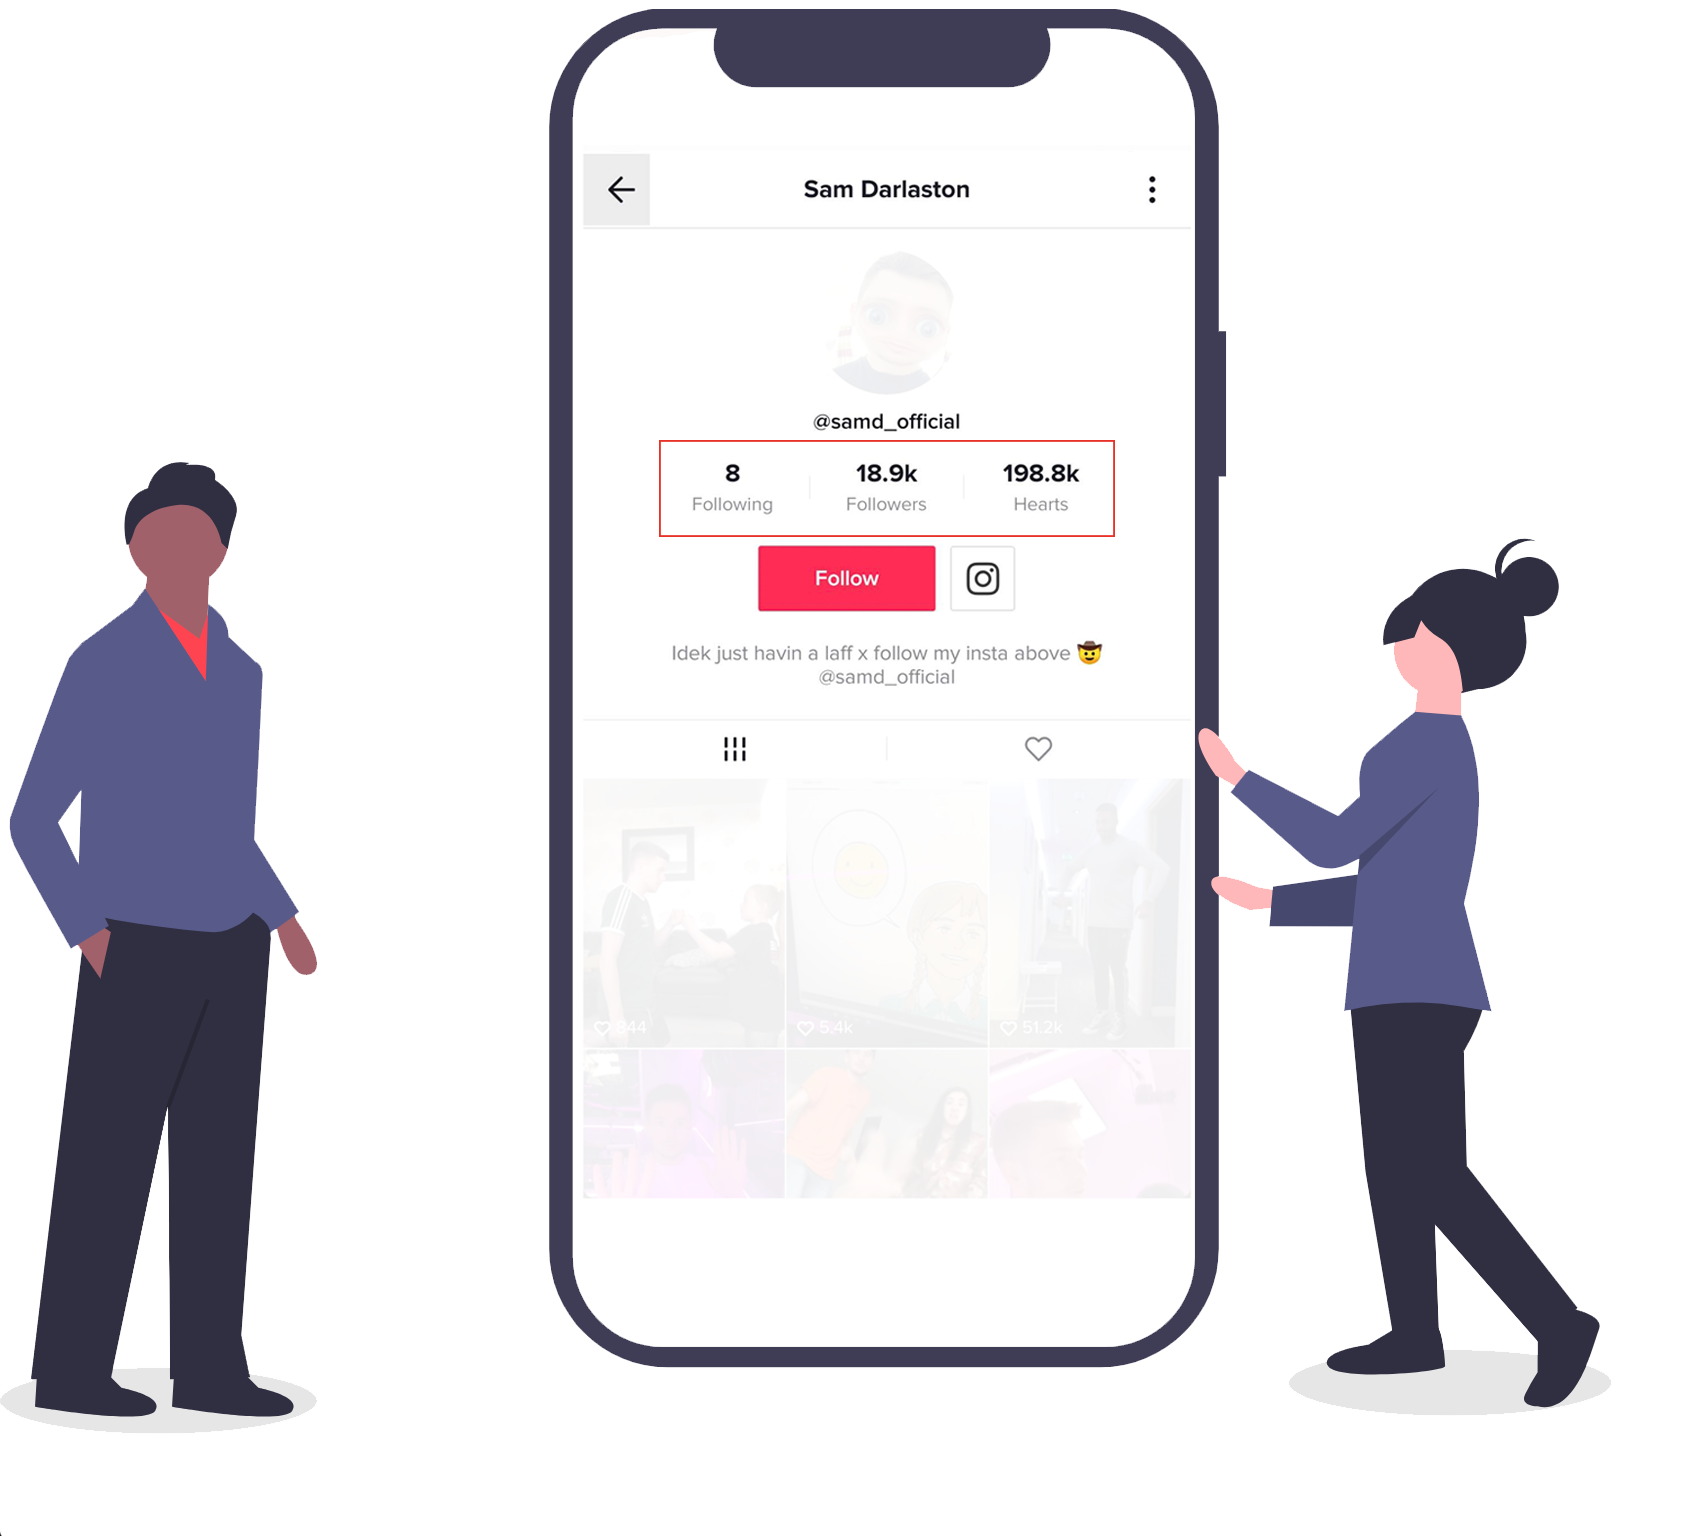 Sam Darlaston
@samd_official
8 18.9k 198.8k
Following Followers Hearts
Follow
Idek just havin a laff x follow my insta above 🤠
@samd_official
5.4k 51.2k